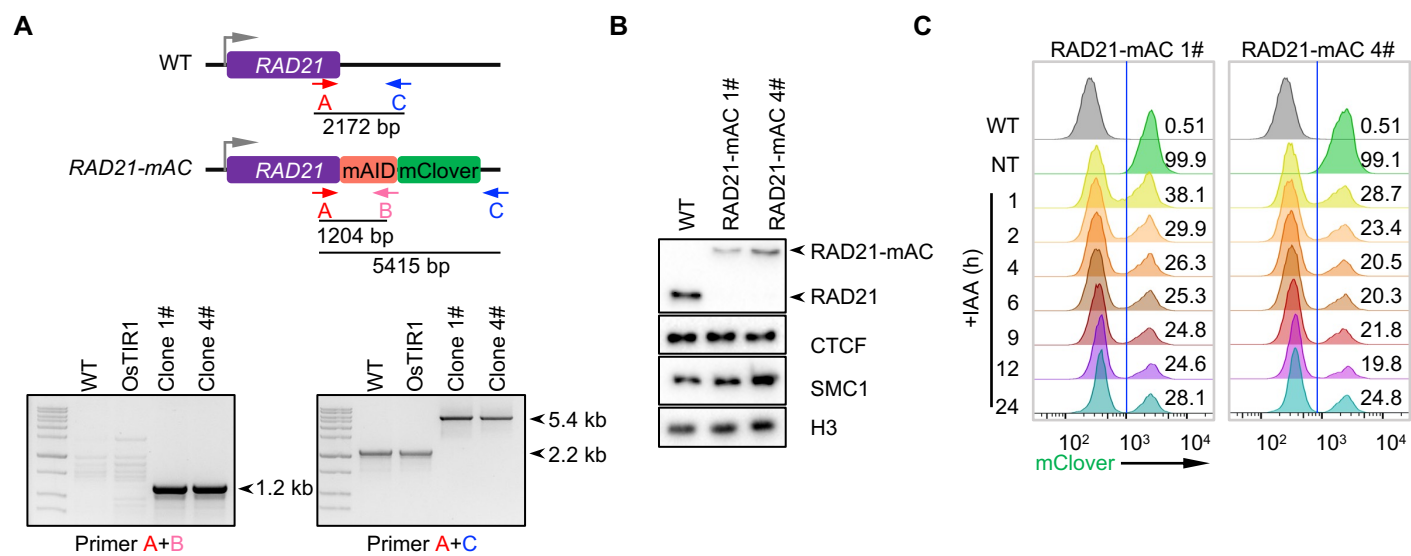 A
WT
RAD21
A
C
2172 bp
RAD21-mAC
RAD21
mAID
mClover
A
B
C
1204 bp
5415 bp
WT
OsTIR1
Clone 1#
Clone 4#
1.2 kb
Primer A+B
WT
OsTIR1
Clone 1#
Clone 4#
5.4 kb
2.2 kb
Primer A+C
B
WT
RAD21-mAC 1#
RAD21-mAC 4#
RAD21-mAC
RAD21
CTCF
SMC1
H3
C
RAD21-mAC 1#
RAD21-mAC 4#
WT 0.51 0.51
NT 99.9 99.1
+IAA (h)
1 38.1 28.7
2 29.9 23.4
4 26.3 20.5
6 25.3 20.3
9 24.8 21.8
12 24.6 19.8
24 28.1 24.8
10² 10³ 10⁴ 10² 10³ 10⁴
mClover